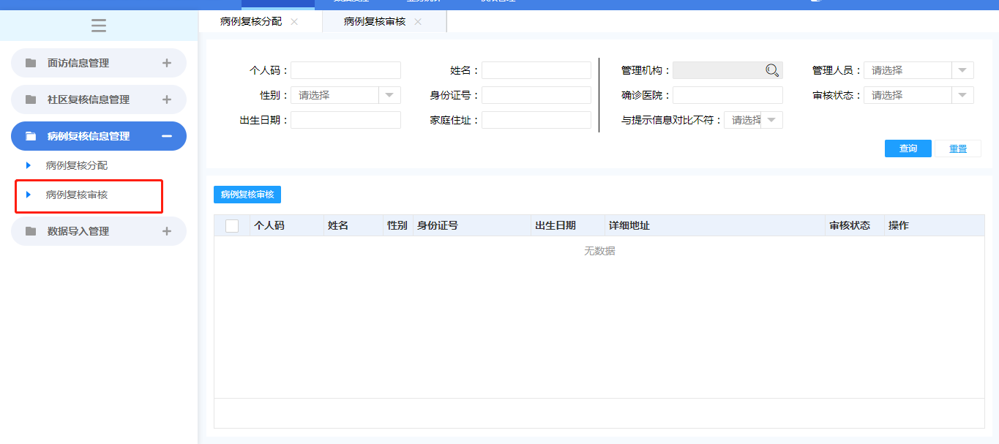 病例复核分配
病例复核审核
面访信息管理
社区复核信息管理
病例复核信息管理
病例复核分配
病例复核审核
数据导入管理
个人码： 姓名： 管理机构： 管理人员： 请选择
性别： 请选择 身份证号： 确诊医院： 审核状态： 请选择
出生日期： 家庭住址： 与提示信息对比不符： 请选择
查询 重置
病例复核审核
个人码 姓名 性别 身份证号 出生日期 详细地址 审核状态 操作
无数据